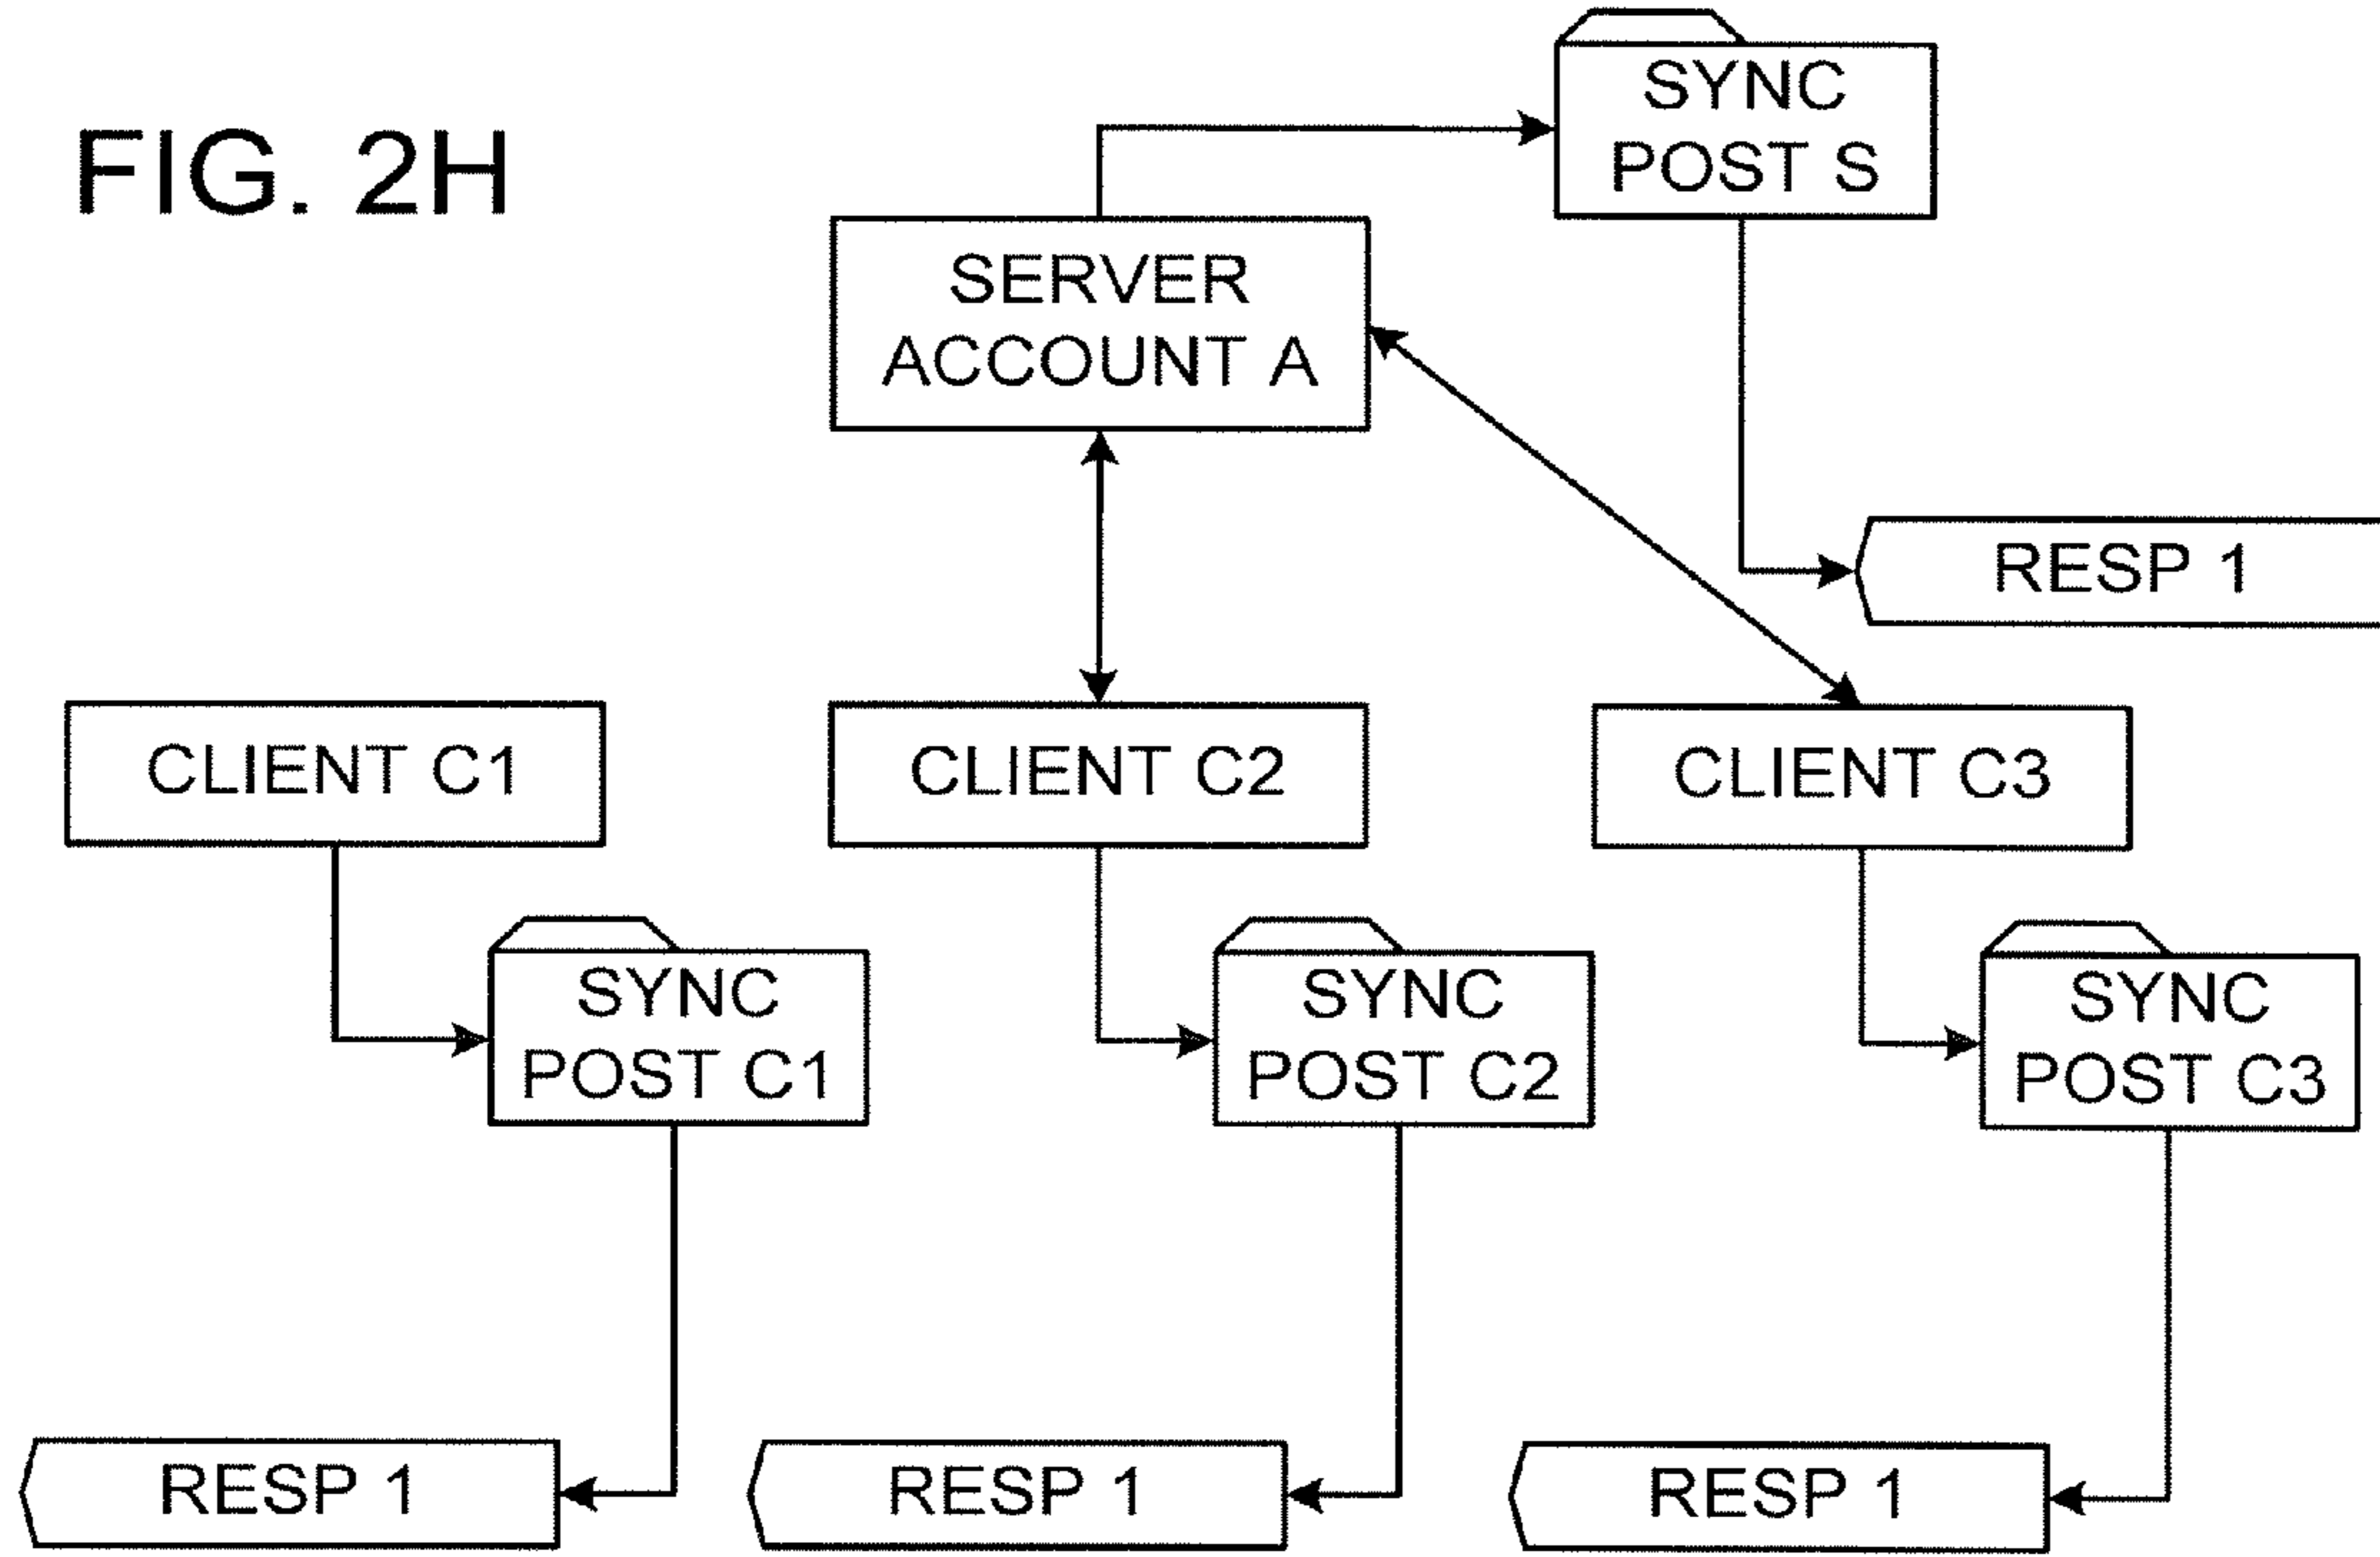 FIG. 2H
SYNC
POST S
SERVER
ACCOUNT A
RESP 1
CLIENT C1
CLIENT C2
CLIENT C3
SYNC
POST C1
SYNC
POST C2
SYNC
POST C3
RESP 1
RESP 1
RESP 1